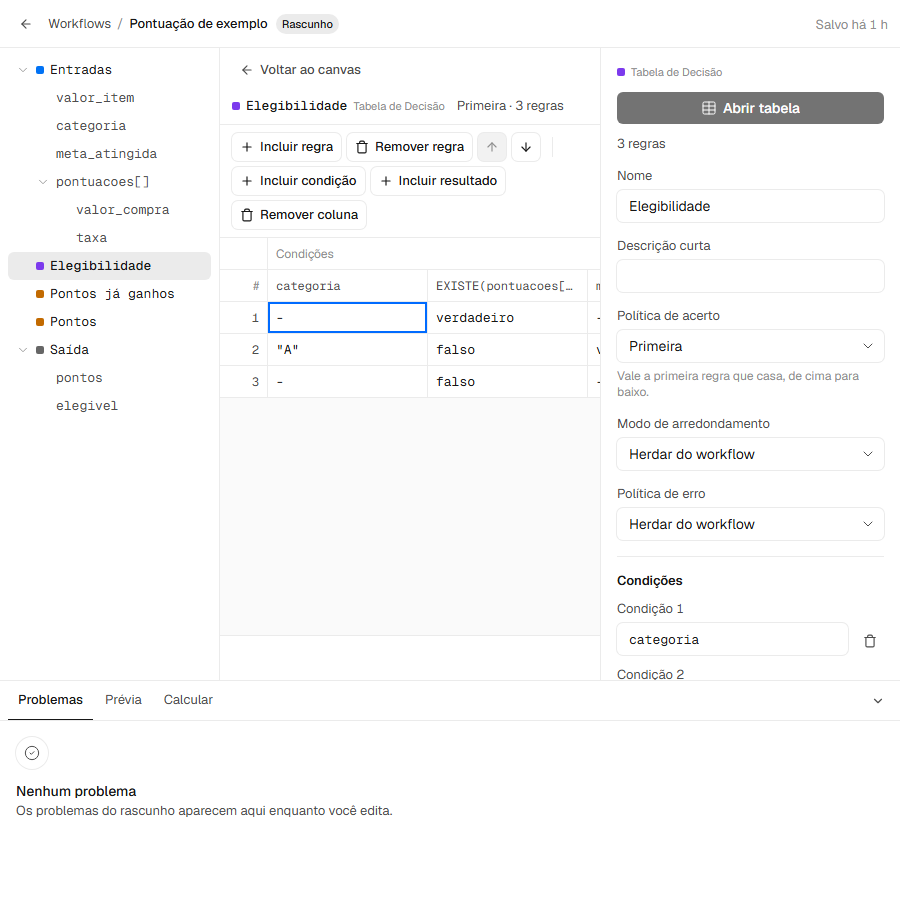 Workflows / Pontuação de exemplo Rascunho
Salvo há 1 h
Entradas
valor_item
categoria
meta_atingida
pontuacoes[]
valor_compra
taxa
Elegibilidade
Pontos já ganhos
Pontos
Saída
pontos
elegivel
Voltar ao canvas
Elegibilidade Tabela de Decisão Primeira · 3 regras
Incluir regra Remover regra
Incluir condição Incluir resultado
Remover coluna
Condições
# categoria EXISTE(pontuacoes[… m
1 - verdadeiro -
2 "A" falso v
3 - falso -
Tabela de Decisão
Abrir tabela
3 regras
Nome
Elegibilidade
Descrição curta
Política de acerto
Primeira
Vale a primeira regra que casa, de cima para
baixo.
Modo de arredondamento
Herdar do workflow
Política de erro
Herdar do workflow
Condições
Condição 1
categoria
Condição 2
Problemas Prévia Calcular
Nenhum problema
Os problemas do rascunho aparecem aqui enquanto você edita.